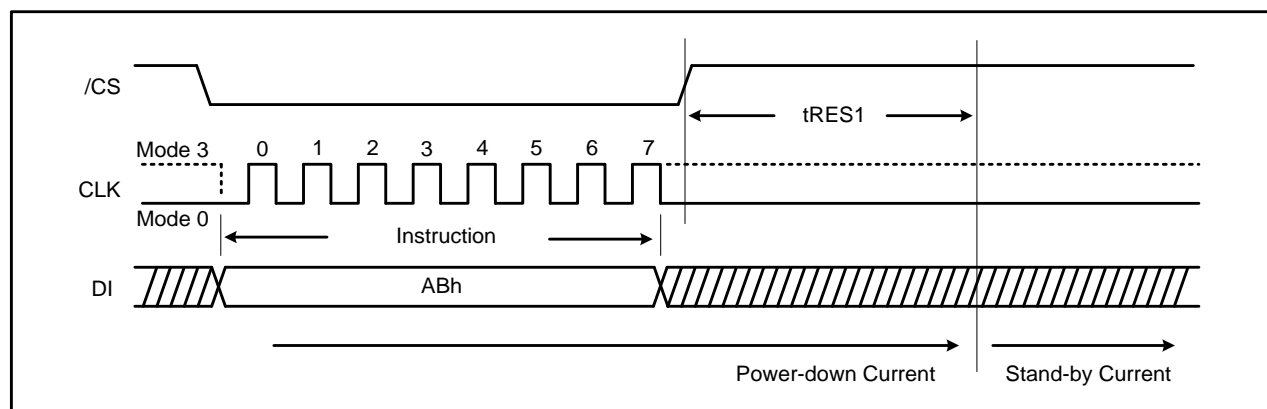 /CS
tRES1
Mode 3
0 1 2 3 4 5 6 7
CLK
Mode 0
Instruction
DI
ABh
Power-down Current
Stand-by Current